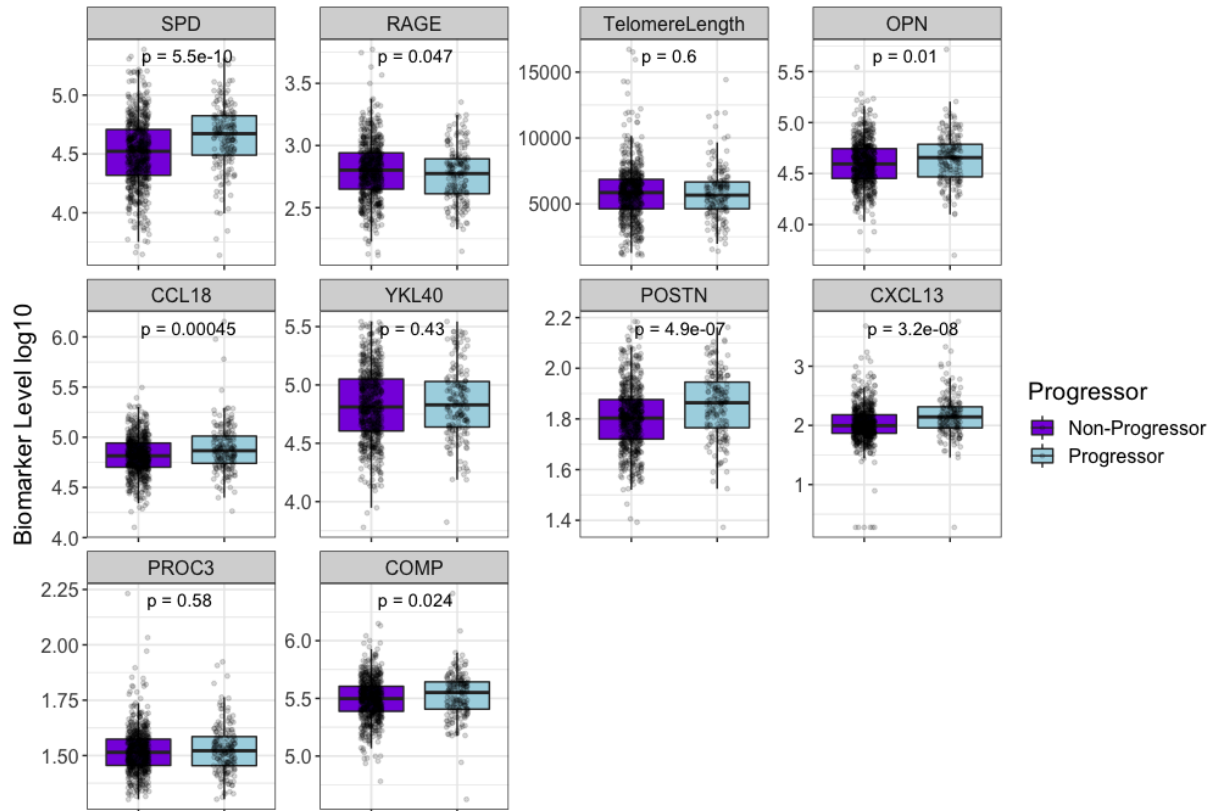 SPD
RAGE
TelomereLength
OPN
p = 5.5e-10
p = 0.047
p = 0.6
p = 0.01
5.0
4.5
4.0
3.5
3.0
2.5
15000
10000
5000
5.5
5.0
4.5
4.0
CCL18
YKL40
POSTN
CXCL13
p = 0.00045
p = 0.43
p = 4.9e-07
p = 3.2e-08
6.0
5.5
5.0
4.5
4.0
5.5
5.0
4.5
4.0
2.2
2.0
1.8
1.6
1.4
3
2
1
PROC3
COMP
p = 0.58
p = 0.024
2.25
2.00
1.75
1.50
6.0
5.5
5.0
Biomarker Level log10
Progressor
Non-Progressor
Progressor